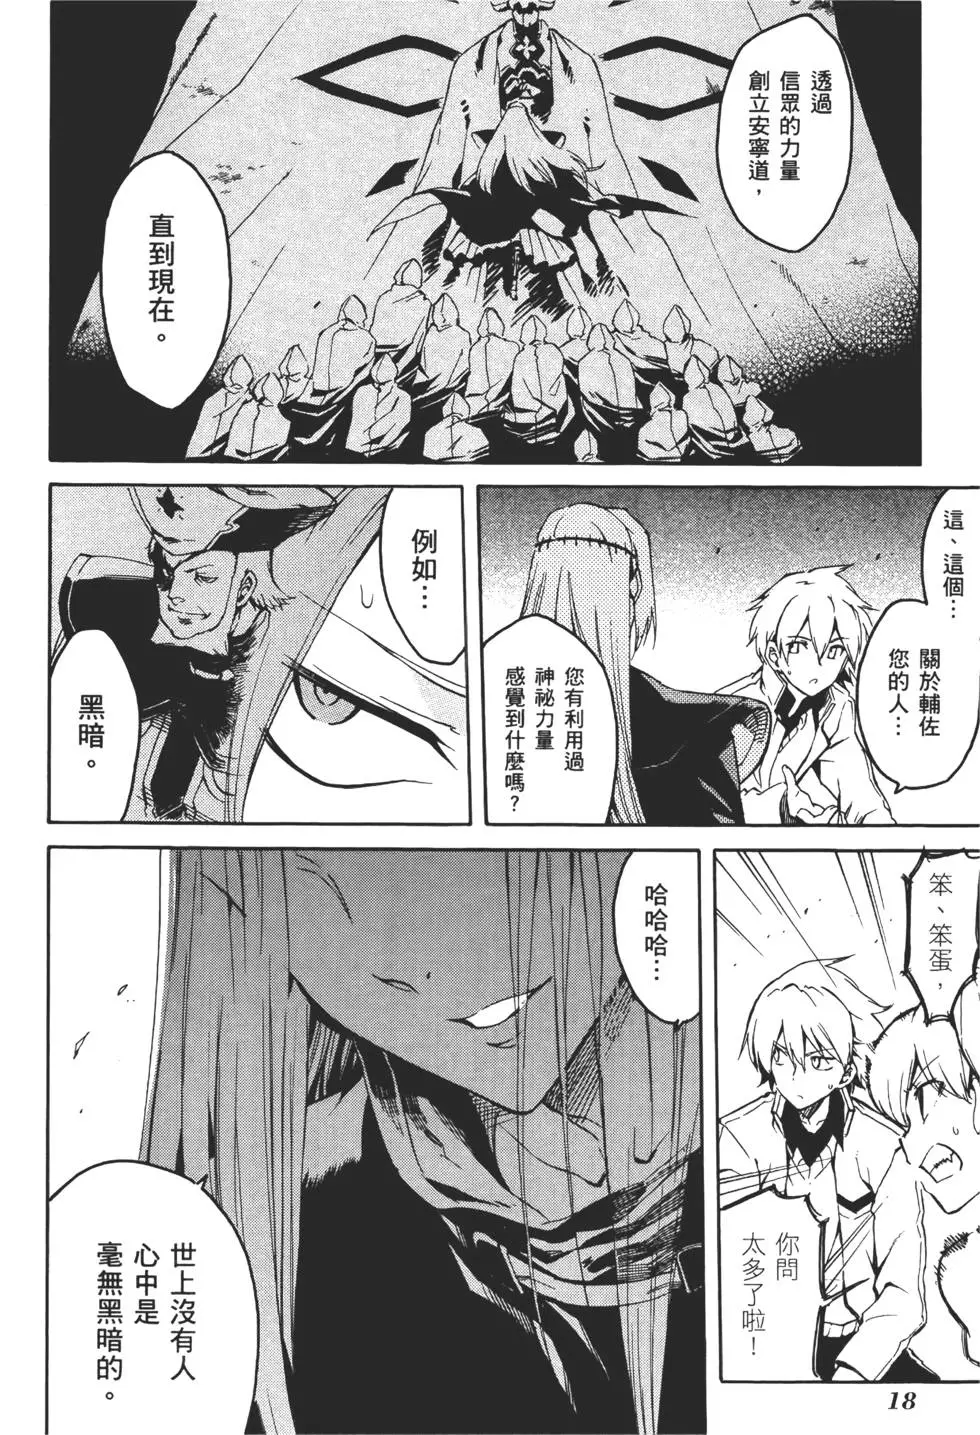 透過
信眾的力量
創立安寧道，
直到現在。
這、這個…
關於輔佐
您的人…
您有利用過
神祕力量
感覺到什麼嗎？
例如…
黑暗。
笨、笨蛋，
你問
太多了啦！
哈哈哈…
世上沒有人
心中是
毫無黑暗的。
18